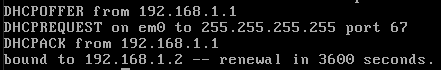 DHCPOFFER from 192.168.1.1
DHCPREQUEST on em0 to 255.255.255.255 port 67
DHCPACK from 192.168.1.1
bound to 192.168.1.2 -- renewal in 3600 seconds.